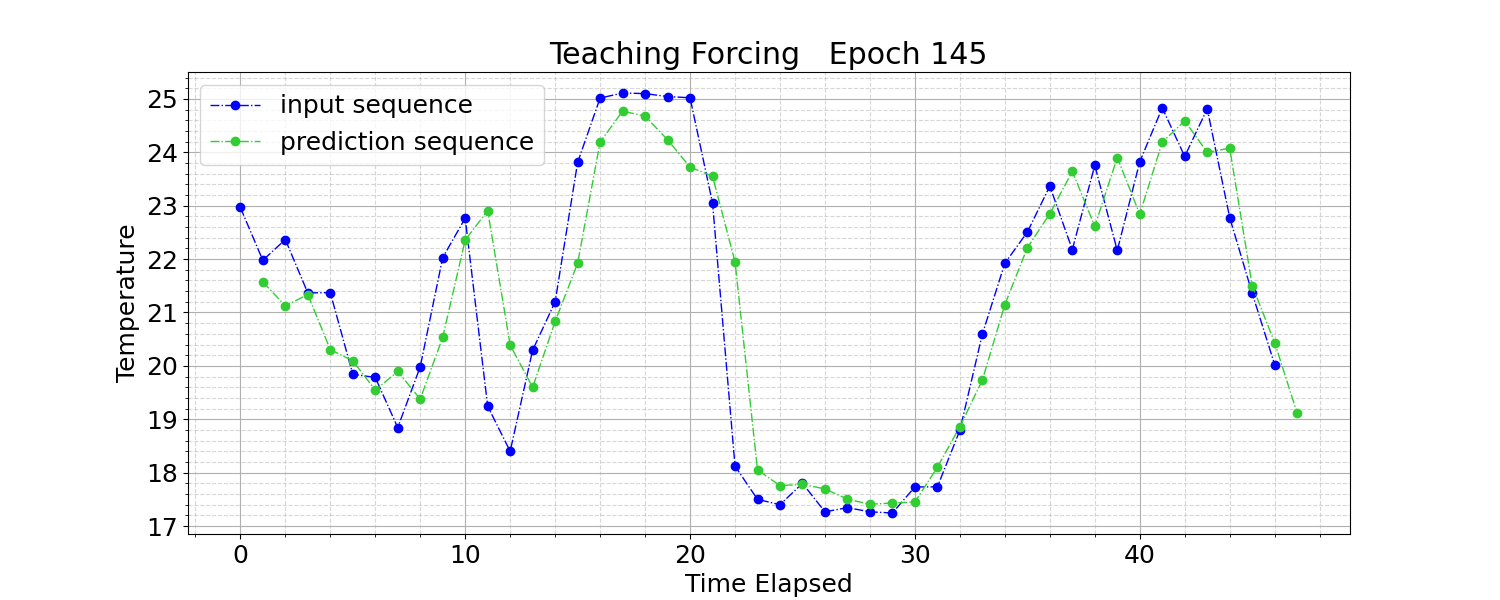 Teaching Forcing   Epoch 145
input sequence
prediction sequence
Temperature
25
24
23
22
21
20
19
18
17
0 10 20 30 40
Time Elapsed